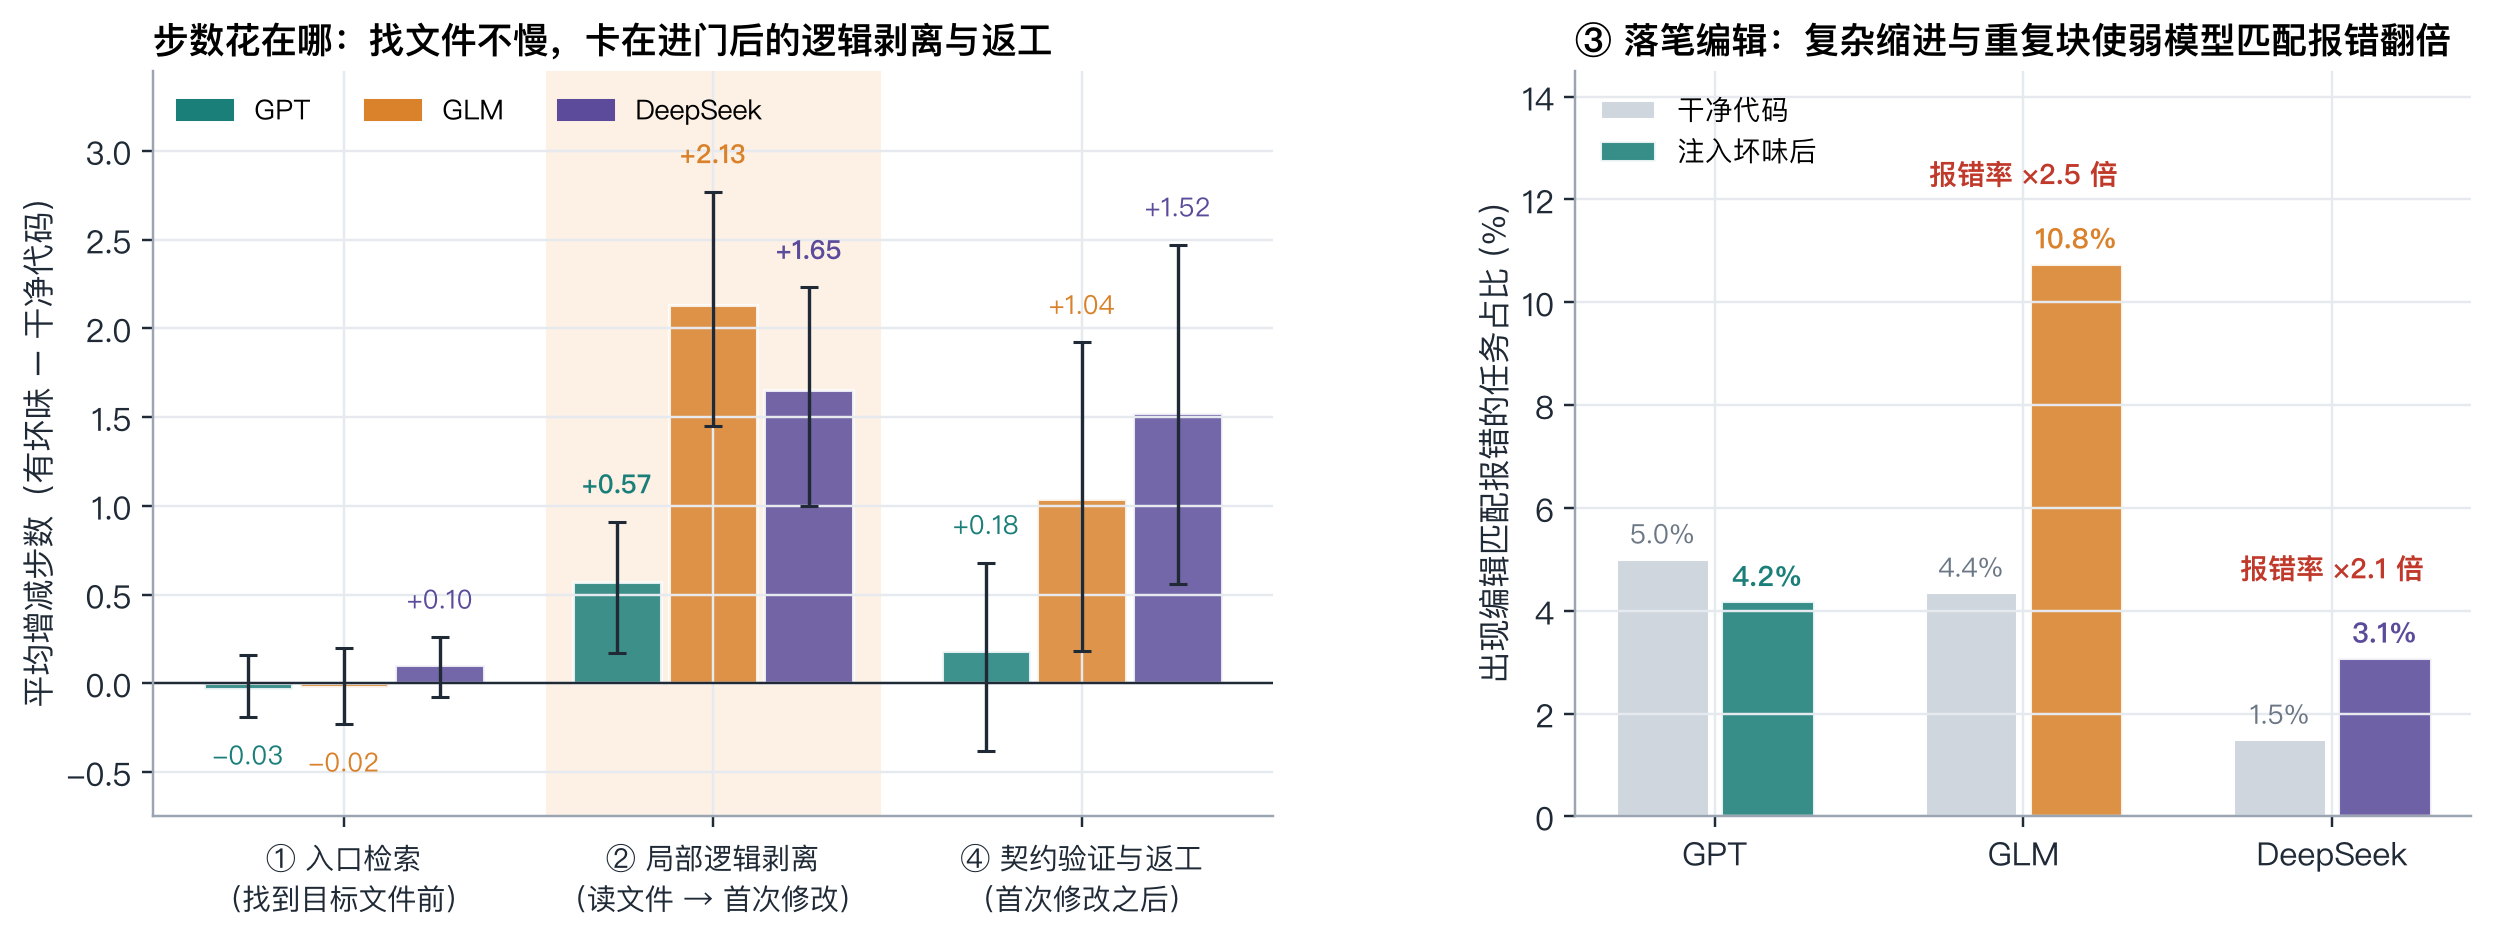 步数花在哪：找文件不慢，卡在进门后的逻辑剥离与返工
GPT
GLM
DeepSeek
平均增减步数（有坏味 − 干净代码）
3.0
2.5
2.0
1.5
1.0
0.5
0.0
−0.5
−0.03
−0.02
+0.10
+0.57
+2.13
+1.65
+0.18
+1.04
+1.52
① 入口检索
(找到目标文件前)
② 局部逻辑剥离
(读文件 → 首次修改)
④ 契约验证与返工
(首次修改之后)
③ 落笔编辑：复杂缩进与重复块使弱模型匹配报错翻倍
干净代码
注入坏味后
出现编辑匹配报错的任务占比 (%)
14
12
10
8
6
4
2
0
5.0%
4.2%
报错率 ×2.5 倍
4.4%
10.8%
报错率 ×2.1 倍
1.5%
3.1%
GPT
GLM
DeepSeek